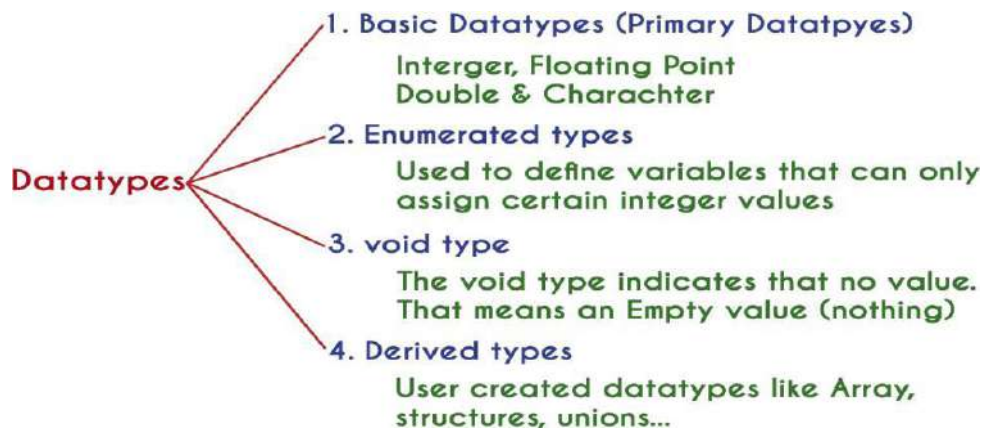 1. Basic Datatypes (Primary Datatpyes)
Interger, Floating Point
Double & Charachter
2. Enumerated types
Used to define variables that can only
assign certain integer values
Datatypes
3. void type
The void type indicates that no value.
That means an Empty value (nothing)
4. Derived types
User created datatypes like Array,
structures, unions...